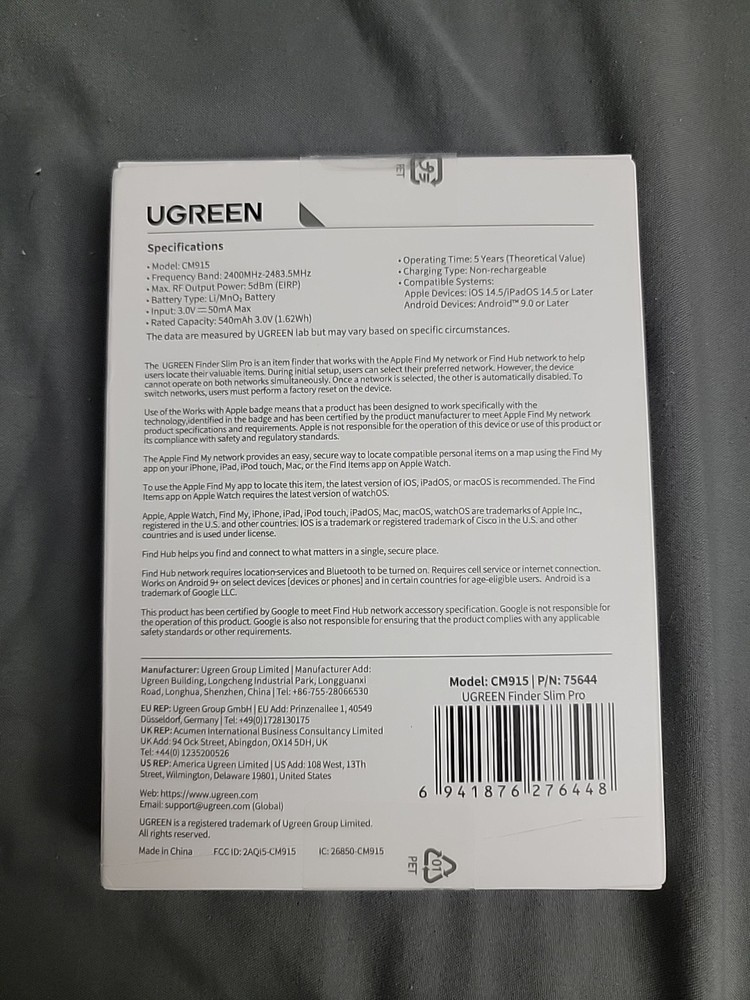 PET
UGREEN
Specifications
• Model: CM915
• Frequency Band: 2400MHz-2483.5MHz
• Max. RF Output Power: 5dBm (EIRP)
• Battery Type: Li/MnO₂ Battery
• Input: 3.0V ⎓ 50mA Max
• Rated Capacity: 540mAh 3.0V (1.62Wh)
• Operating Time: 5 Years (Theoretical Value)
• Charging Type: Non-rechargeable
• Compatible Systems:
Apple Devices: iOS 14.5/iPadOS 14.5 or Later
Android Devices: Android™ 9.0 or Later
The data are measured by UGREEN lab but may vary based on specific circumstances.
The UGREEN Finder Slim Pro is an item finder that works with the Apple Find My network or Find Hub network to help
users locate their valuable items. During initial setup, users can select their preferred network. However, the device
cannot operate on both networks simultaneously. Once a network is selected, the other is automatically disabled. To
switch networks, users must perform a factory reset on the device.
Use of the Works with Apple badge means that a product has been designed to work specifically with the
technology,identified in the badge and has been certified by the product manufacturer to meet Apple Find My network
product specifications and requirements. Apple is not responsible for the operation of this device or use of this product or
its compliance with safety and regulatory standards.
The Apple Find My network provides an easy, secure way to locate compatible personal items on a map using the Find My
app on your iPhone, iPad, iPod touch, Mac, or the Find Items app on Apple Watch.
To use the Apple Find My app to locate this item, the latest version of iOS, iPadOS, or macOS is recommended. The Find
Items app on Apple Watch requires the latest version of watchOS.
Apple, Apple Watch, Find My, iPhone, iPad, iPod touch, iPadOS, Mac, macOS, watchOS are trademarks of Apple Inc.,
registered in the U.S. and other countries. IOS is a trademark or registered trademark of Cisco in the U.S. and other
countries and is used under license.
Find Hub helps you find and connect to what matters in a single, secure place.
Find Hub network requires location-services and Bluetooth to be turned on. Requires cell service or internet connection.
Works on Android 9+ on select devices [devices or phones] and in certain countries for age-eligible users. Android is a
trademark of Google LLC.
This product has been certified by Google to meet Find Hub network accessory specification. Google is not responsible for
the operation of this product. Google is also not responsible for ensuring that the product complies with any applicable
safety standards or other requirements.
Manufacturer: Ugreen Group Limited | Manufacturer Add:
Ugreen Building, Longcheng Industrial Park, Longguanxi
Road, Longhua, Shenzhen, China | Tel: +86-755-28066530
EU REP: Ugreen Group GmbH | EU Add: Prinzenallee 1, 40549
Düsseldorf, Germany | Tel: +49(0)1728130175
UK REP: Acumen International Business Consultancy Limited
UK Add: 94 Ock Street, Abingdon, OX14 5DH, UK
Tel: +44(0) 1235200526
US REP: America Ugreen Limited | US Add: 108 West, 13Th
Street, Wilmington, Delaware 19801, United States
Web: https://www.ugreen.com
Email: support@ugreen.com (Global)
UGREEN is a registered trademark of Ugreen Group Limited.
All rights reserved.
Made in China FCC ID: 2AQI5-CM915 IC: 26850-CM915
Model: CM915 | P/N: 75644
UGREEN Finder Slim Pro
6 941876 276448
01
PET